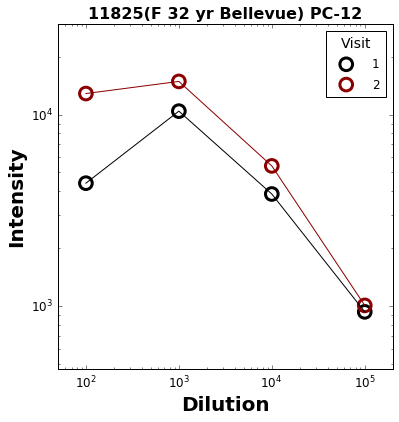 11825(F 32 yr Bellevue) PC-12
Visit
1
2
10⁴
10³
Intensity
10² 10³ 10⁴ 10⁵
Dilution